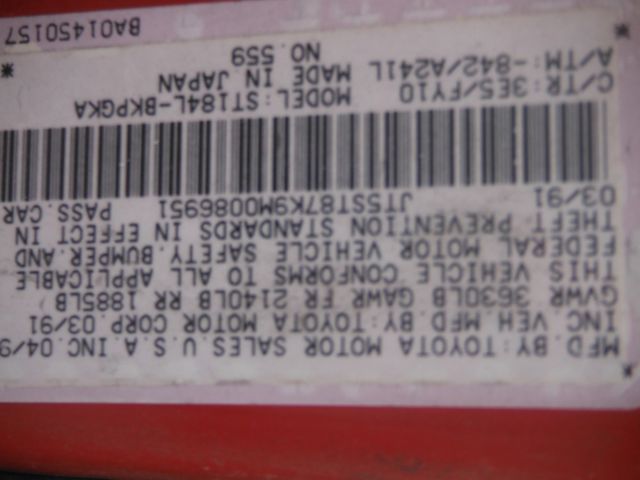 MFD.BY:TOYOTA MOTOR SALES.U.S.A.INC.04/9
INC. VEH.MFD.BY:TOYOTA MOTOR CORP.03/91
GVWR 3630LB GAWR FR 2140LB RR 1885LB
THIS VEHICLE CONFORMS TO ALL APPLICABLE
FEDERAL MOTOR VEHICLE SAFETY.BUMPER.AND
THEFT PREVENTION STANDARDS IN EFFECT IN
03/91 JT5ST87K9M0086951 PASS.CAR
C/TR:3E5/FY10 MODEL:ST184L-BKPGKA
A/TM:-842/A241L MADE IN JAPAN
NO.559
BA01450157